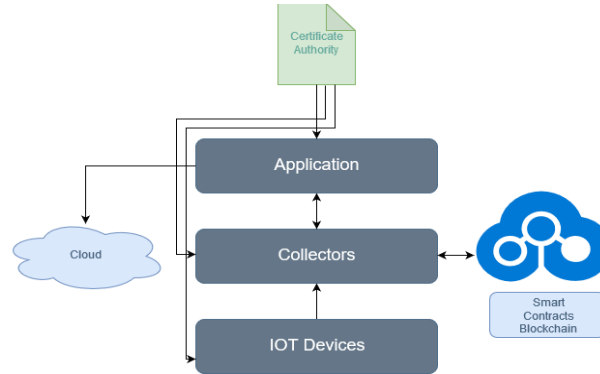 Certificate
Authority
Application
Cloud
Collectors
Smart
Contracts
Blockchain
IOT Devices